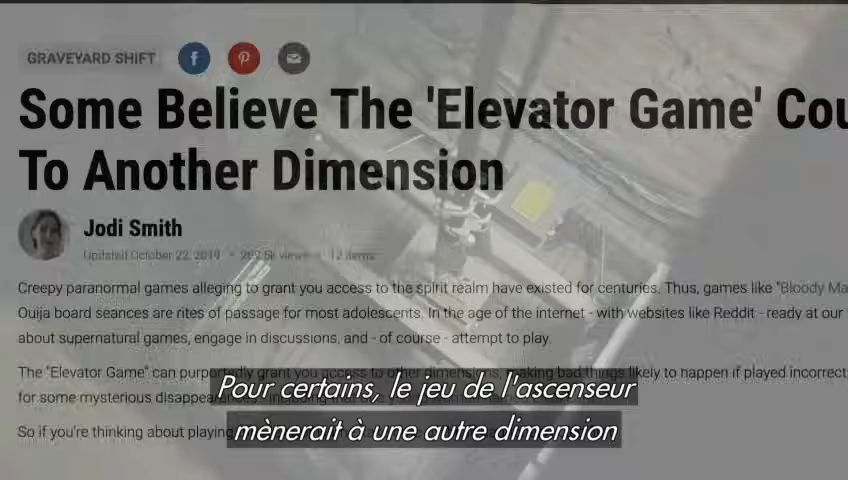 GRAVEYARD SHIFT
Some Believe The 'Elevator Game' Cou
To Another Dimension
Jodi Smith
Updated October 22, 2019 • 202.5k views • 12 items
Creepy paranormal games alleging to grant you access to the spirit realm have existed for centuries. Thus, games like "Bloody Ma
Ouija board seances are rites of passage for most adolescents. In the age of the internet - with websites like Reddit - ready at our
about supernatural games, engage in discussions, and - of course - attempt to play.
The "Elevator Game" can purportedly grant you access to other dimensions, making bad things likely to happen if played incorrect
for some mysterious
So if you're thinking about playing
Pour certains, le jeu de l'ascenseur
mènerait à une autre dimension